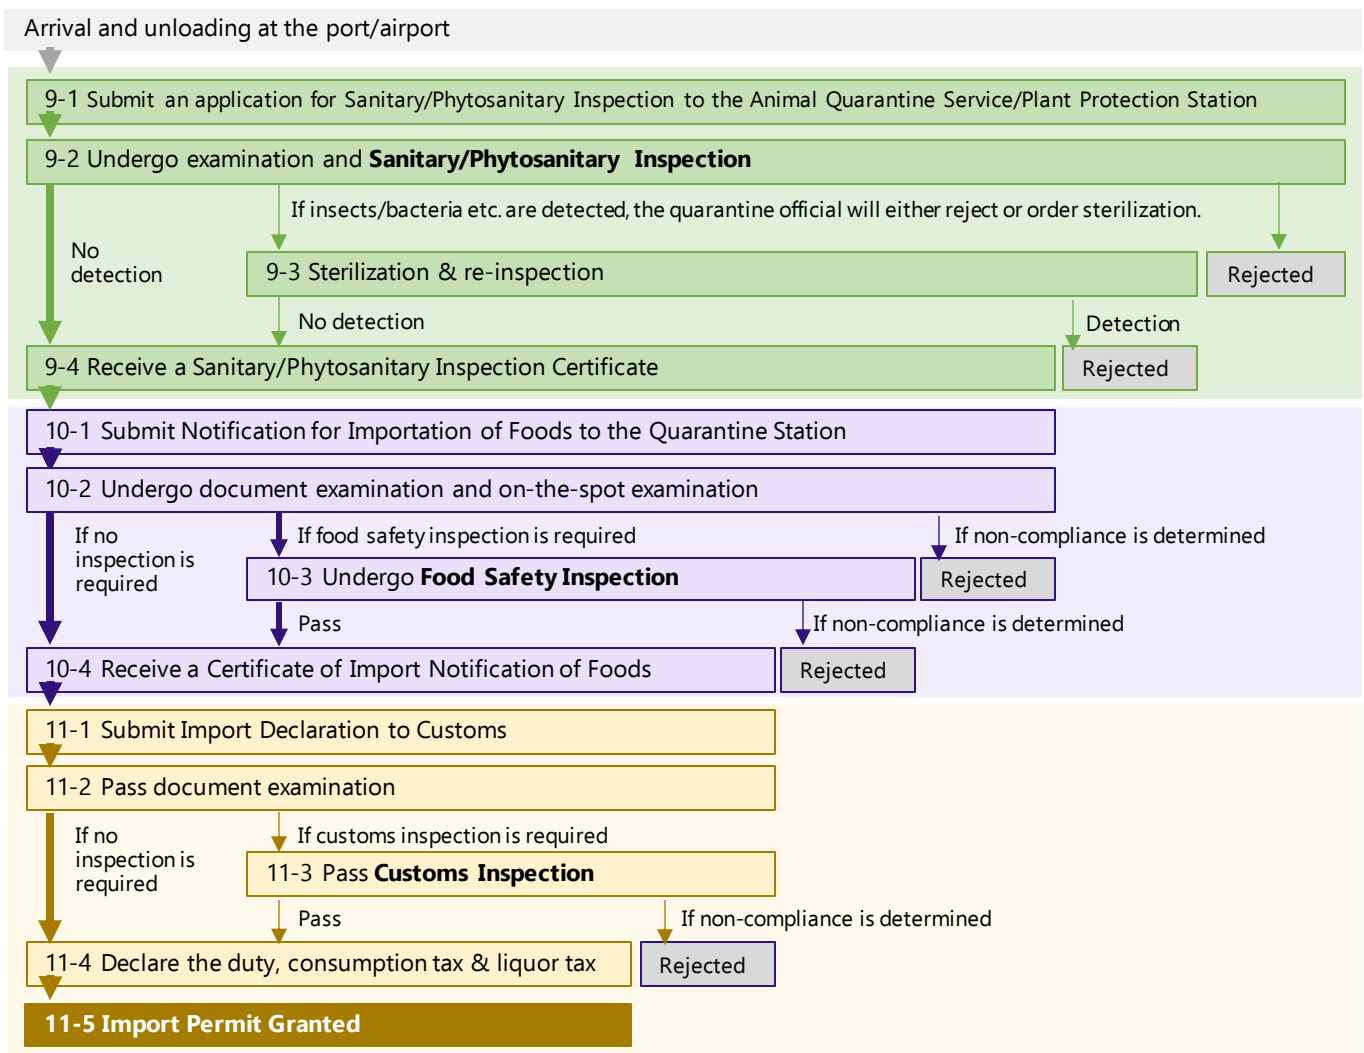 Arrival and unloading at the port/airport
9-1 Submit an application for Sanitary/Phytosanitary Inspection to the Animal Quarantine Service/Plant Protection Station
9-2 Undergo examination and Sanitary/Phytosanitary Inspection
If insects/bacteria etc. are detected, the quarantine official will either reject or order sterilization.
No
detection
9-3 Sterilization & re-inspection
Rejected
No detection
Detection
9-4 Receive a Sanitary/Phytosanitary Inspection Certificate
Rejected
10-1 Submit Notification for Importation of Foods to the Quarantine Station
10-2 Undergo document examination and on-the-spot examination
If no
inspection is
required
If food safety inspection is required
If non-compliance is determined
10-3 Undergo Food Safety Inspection
Rejected
Pass
If non-compliance is determined
10-4 Receive a Certificate of Import Notification of Foods
Rejected
11-1 Submit Import Declaration to Customs
11-2 Pass document examination
If no
inspection is
required
If customs inspection is required
11-3 Pass Customs Inspection
Pass
If non-compliance is determined
11-4 Declare the duty, consumption tax & liquor tax
Rejected
11-5 Import Permit Granted